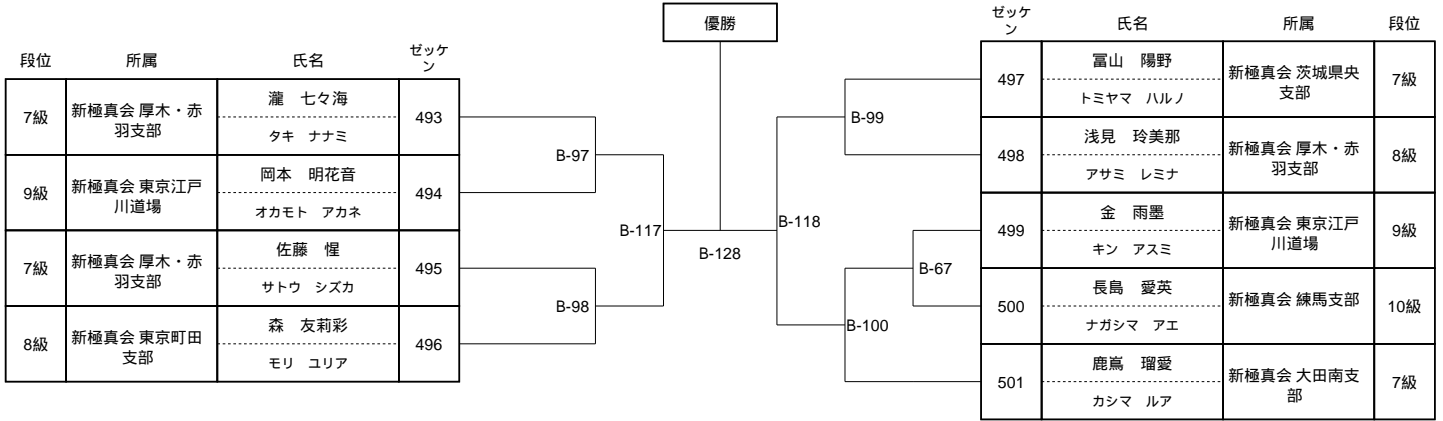 優勝
段位 所属 氏名 ゼッケ
ン
7級 新極真会 厚木・赤
羽支部 瀧 七々海
タキ ナナミ 493
9級 新極真会 東京江戸
川道場 岡本 明花音
オカモト アカネ 494
7級 新極真会 厚木・赤
羽支部 佐藤 惺
サトウ シズカ 495
8級 新極真会 東京町田
支部 森 友莉彩
モリ ユリア 496
B-97
B-98
B-117
B-128
B-118
B-99
B-67
B-100
ゼッケ
ン 氏名 所属 段位
497 冨山 陽野
トミヤマ ハルノ 新極真会 茨城県央
支部 7級
498 浅見 玲美那
アサミ レミナ 新極真会 厚木・赤
羽支部 8級
499 金 雨墨
キン アスミ 新極真会 東京江戸
川道場 9級
500 長島 愛英
ナガシマ アエ 新極真会 練馬支部 10級
501 鹿嶌 瑠愛
カシマ ルア 新極真会 大田南支
部 7級